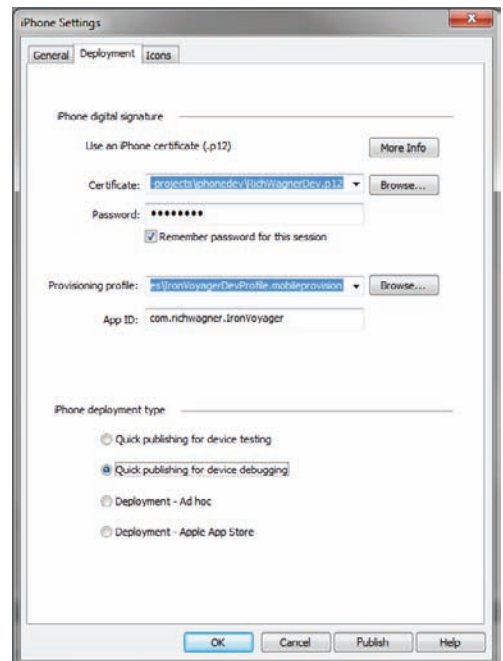 iPhone Settings
General Deployment Icons
iPhone digital signature
Use an iPhone certificate (.p12) More Info
Certificate: projects\iphonedev\RichWagnerDev.p12 Browse...
Password: ••••••••
Remember password for this session
Provisioning profile: es\IronVoyagerDevProfile.mobileprovision Browse...
App ID: com.richwagner.IronVoyager
iPhone deployment type
Quick publishing for device testing
Quick publishing for device debugging
Deployment - Ad hoc
Deployment - Apple App Store
OK Cancel Publish Help